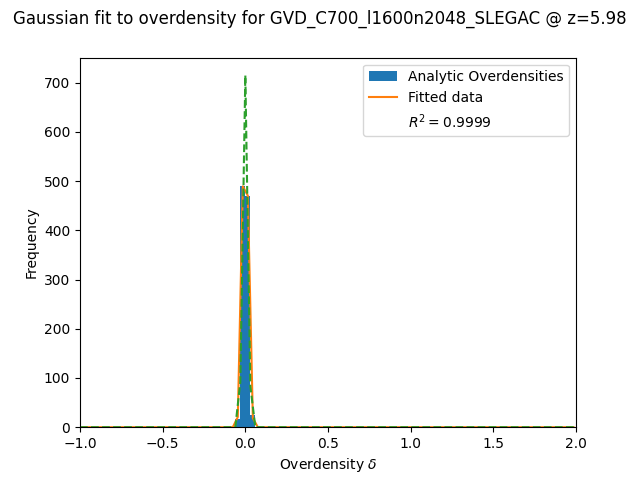 Gaussian fit to overdensity for GVD_C700_l1600n2048_SLEGAC @ z=5.98
Analytic Overdensities
Fitted data
R² = 0.9999
Frequency
700
600
500
400
300
200
100
0
−1.0 −0.5 0.0 0.5 1.0 1.5 2.0
Overdensity δ